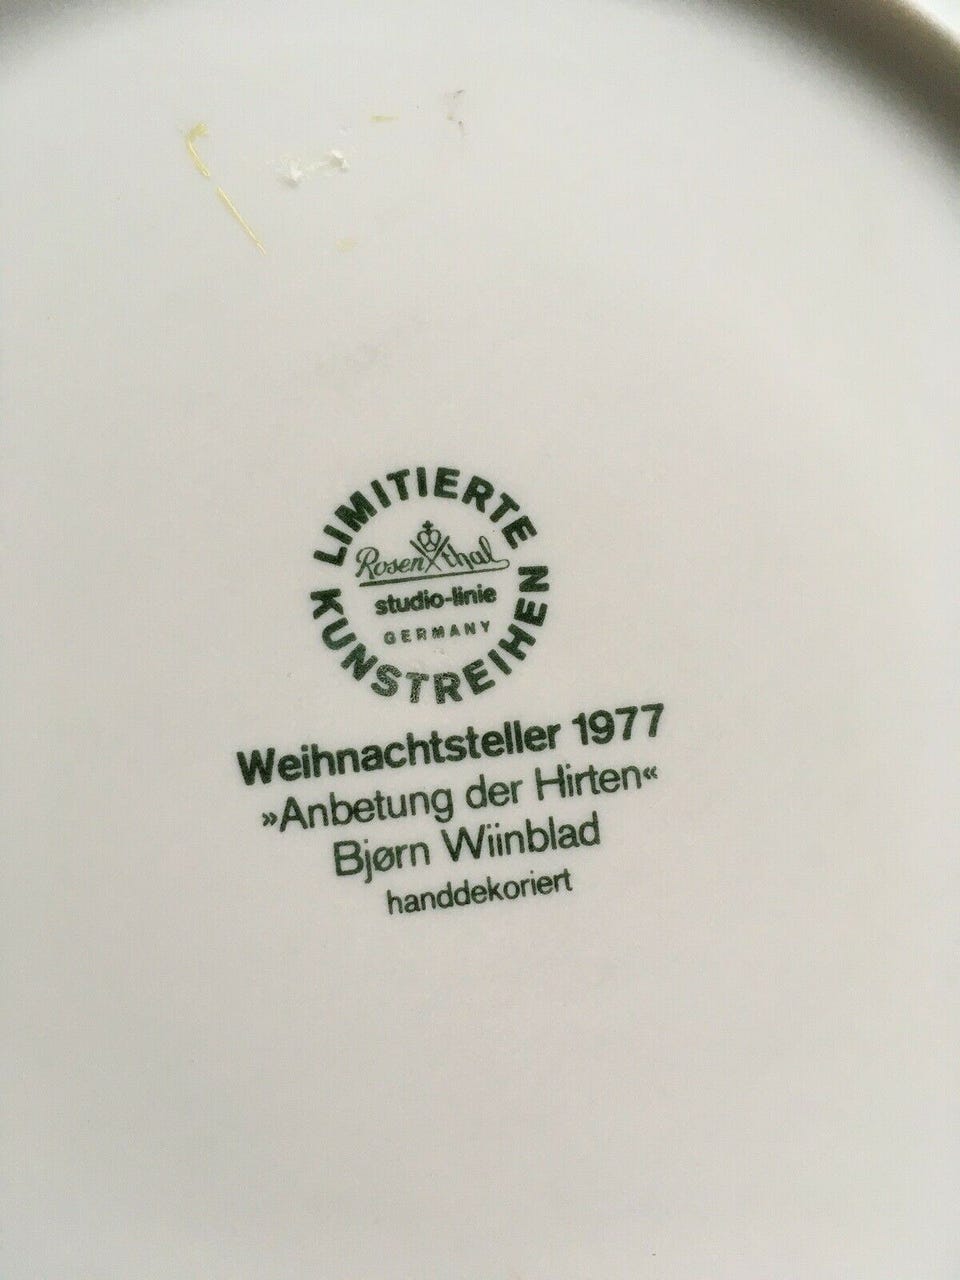 LIMITIERTE
Rosenthal
studio-linie
GERMANY
KUNSTREIHEN
Weihnachtsteller 1977
»Anbetung der Hirten«
Bjørn Wiinblad
handdekoriert